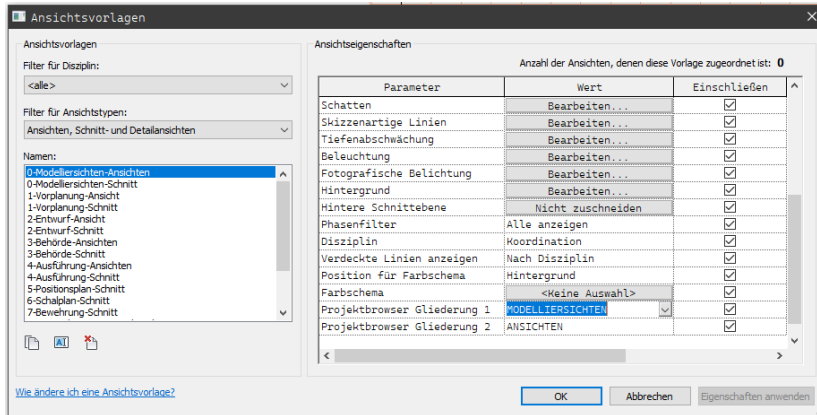 Ansichtsvorlagen
Ansichtsvorlagen
Filter für Disziplin:
<alle>
Filter für Ansichtstypen:
Ansichten, Schnitt- und Detailansichten
Namen:
0-Modelliersichten-Ansichten
0-Modelliersichten-Schnitt
1-Vorplanung-Ansicht
1-Vorplanung-Schnitt
2-Entwurf-Ansicht
2-Entwurf-Schnitt
3-Behörde-Ansichten
3-Behörde-Schnitt
4-Ausführung-Ansichten
4-Ausführung-Schnitt
5-Positionsplan-Schnitt
6-Schalplan-Schnitt
7-Bewehrung-Schnitt
Wie ändere ich eine Ansichtsvorlage?
Ansichtseigenschaften
Anzahl der Ansichten, denen diese Vorlage zugeordnet ist: 0
Parameter Wert Einschließen
Schatten Bearbeiten...
Skizzenartige Linien Bearbeiten...
Tiefenabschwächung Bearbeiten...
Beleuchtung Bearbeiten...
Fotografische Belichtung Bearbeiten...
Hintergrund Bearbeiten...
Hintere Schnittebene Nicht zuschneiden
Phasenfilter Alle anzeigen
Disziplin Koordination
Verdeckte Linien anzeigen Nach Disziplin
Position für Farbschema Hintergrund
Farbschema <Keine Auswahl>
Projektbrowser Gliederung 1 MODELLIERSICHTEN
Projektbrowser Gliederung 2 ANSICHTEN
OK Abbrechen Eigenschaften anwenden